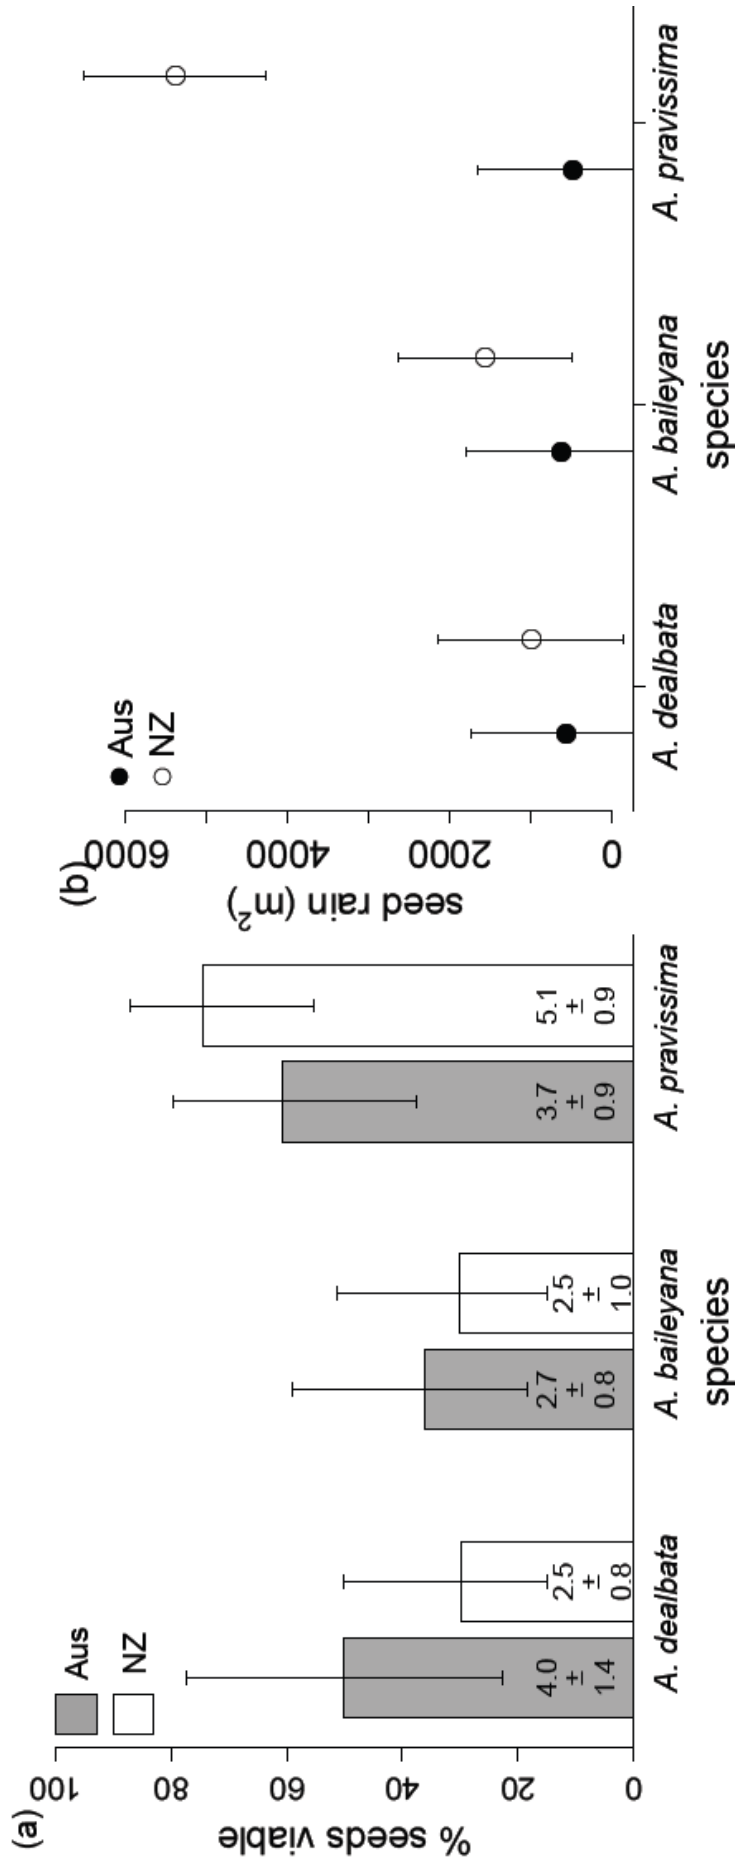 (a)
% seeds viable
100
80
60
40
20
0
Aus
NZ
4.0
±
1.4
2.5
±
0.8
2.7
±
0.8
2.5
±
1.0
3.7
±
0.9
5.1
±
0.9
A. dealbata
A. baileyana
A. pravissima
species
(b)
seed rain (m²)
6000
4000
2000
0
Aus
NZ
A. dealbata
A. baileyana
A. pravissima
species